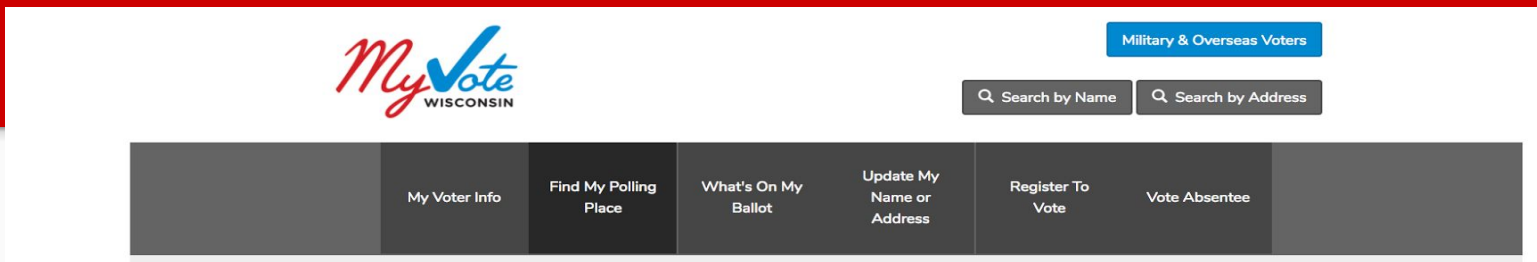 MyVote
WISCONSIN
Military & Overseas Voters
Search by Name
Search by Address
My Voter Info
Find My Polling
Place
What's On My
Ballot
Update My
Name or
Address
Register To
Vote
Vote Absentee